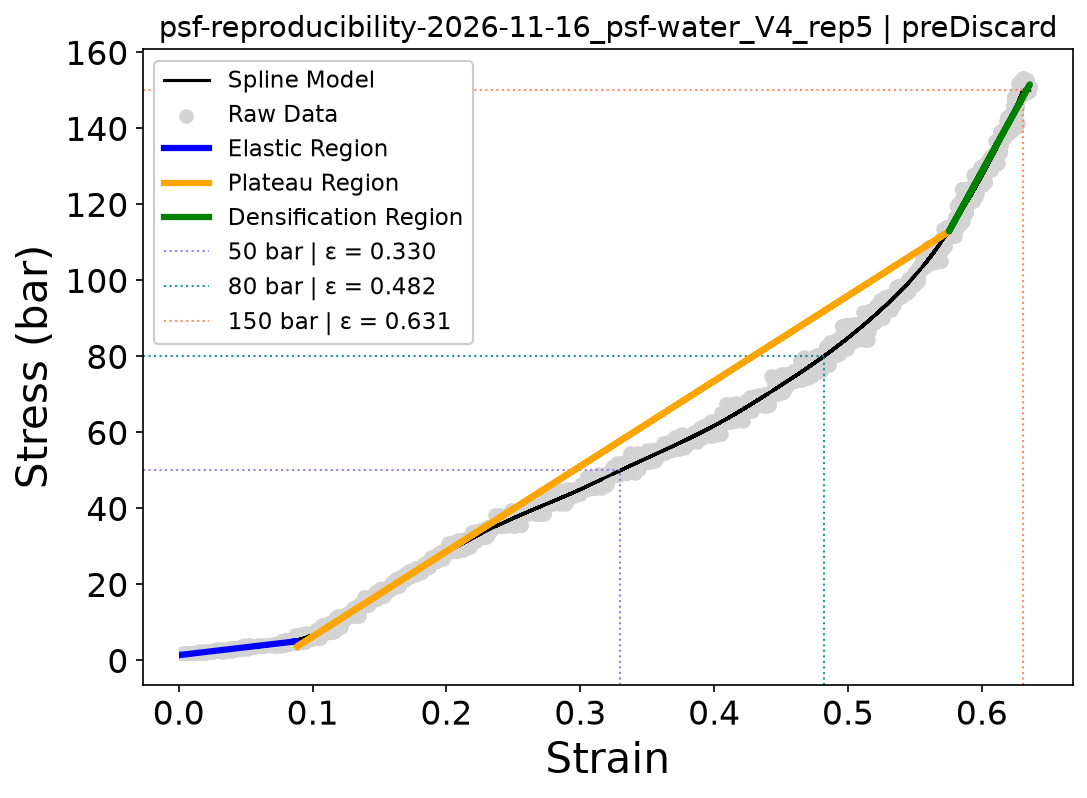 psf-reproducibility-2026-11-16_psf-water_V4_rep5 | preDiscard
Spline Model
Raw Data
Elastic Region
Plateau Region
Densification Region
50 bar | ε = 0.330
80 bar | ε = 0.482
150 bar | ε = 0.631
Stress (bar)
160
140
120
100
80
60
40
20
0
0.0 0.1 0.2 0.3 0.4 0.5 0.6
Strain